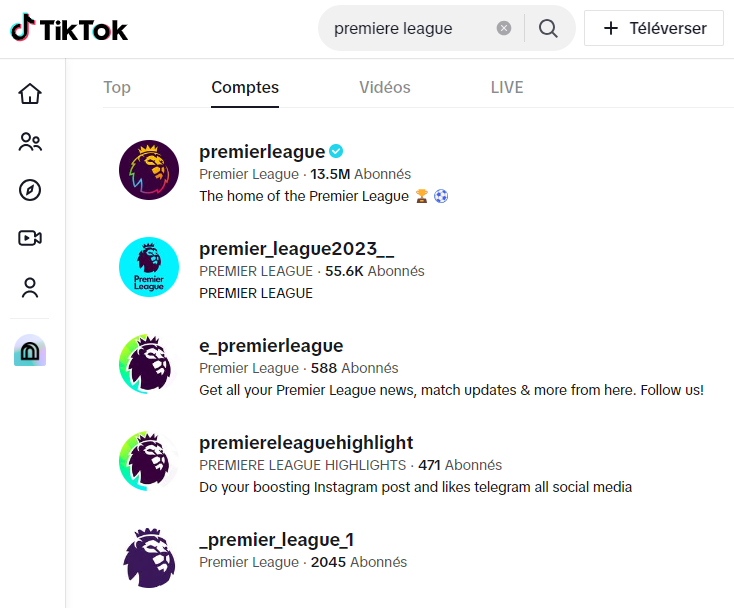 TikTok
premiere league
Téléverser
Top
Comptes
Vidéos
LIVE
premierleague
Premier League · 13.5M Abonnés
The home of the Premier League 🏆 ⚽
Premier
League
premier_league2023__
PREMIER LEAGUE · 55.6K Abonnés
PREMIER LEAGUE
e_premierleague
Premier League · 588 Abonnés
Get all your Premier League news, match updates & more from here. Follow us!
premiereleaguehighlight
PREMIERE LEAGUE HIGHLIGHTS · 471 Abonnés
Do your boosting Instagram post and likes telegram all social media
_premier_league_1
Premier League · 2045 Abonnés